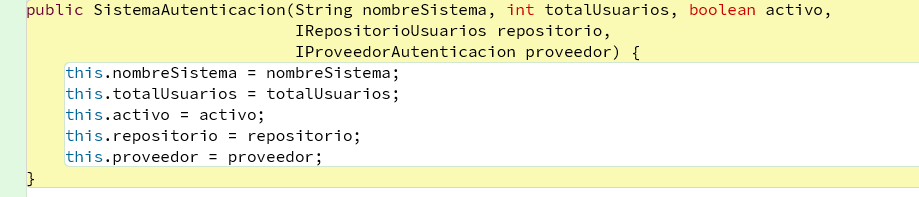 public SistemaAutenticacion(String nombreSistema, int totalUsuarios, boolean activo,
IRepositorioUsuarios repositorio,
IProveedorAutenticacion proveedor) {
this.nombreSistema = nombreSistema;
this.totalUsuarios = totalUsuarios;
this.activo = activo;
this.repositorio = repositorio;
this.proveedor = proveedor;
}